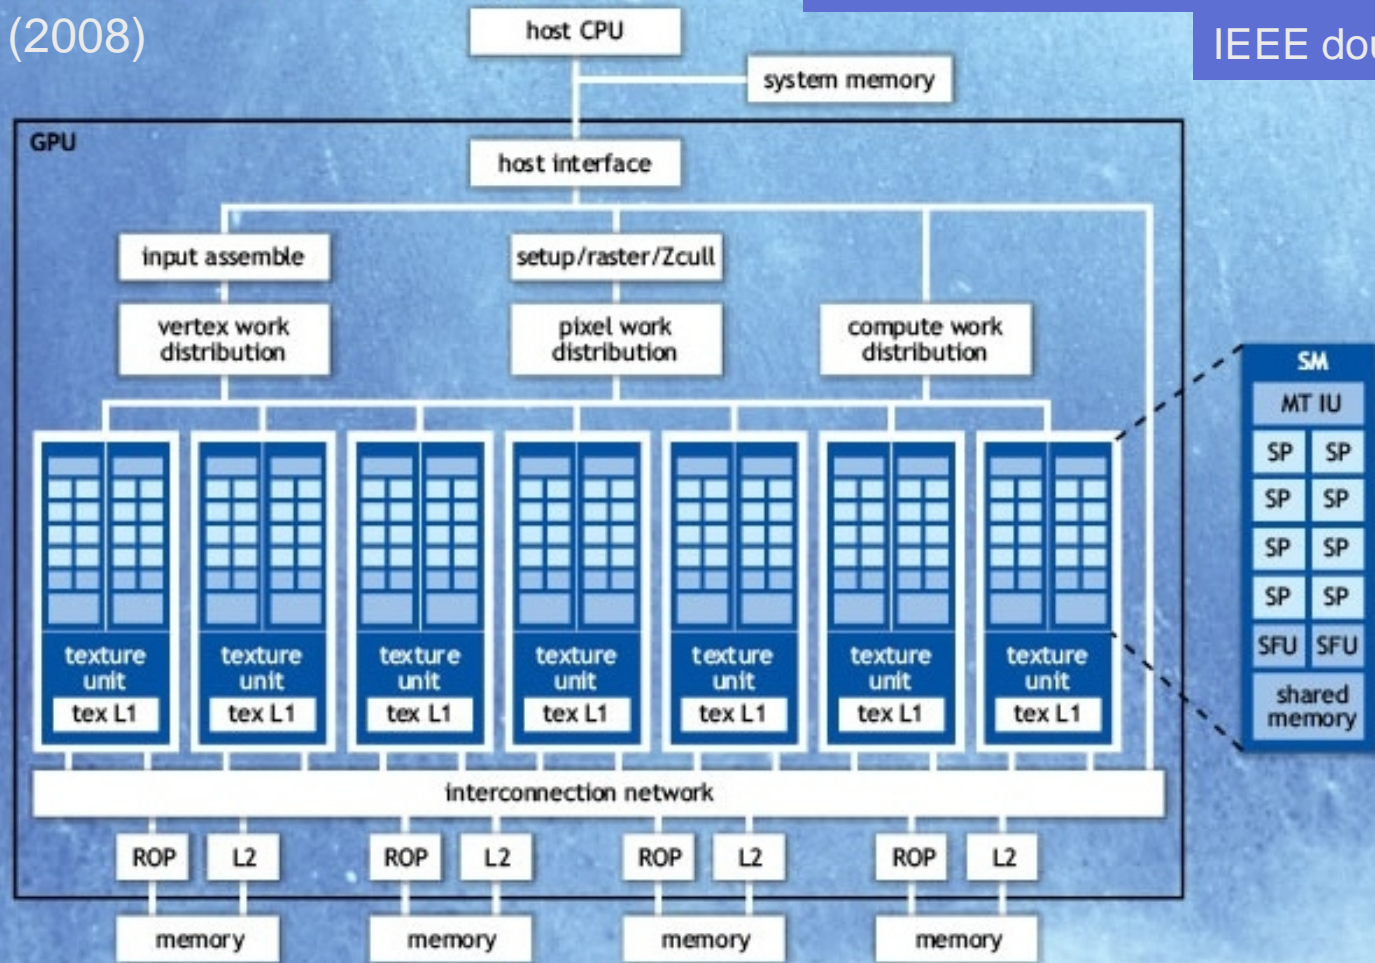 (2008)
IEEE
host CPU
system memory
GPU
host interface
input assemble
setup/raster/Zcull
vertex work
distribution
pixel work
distribution
compute work
distribution
SM
MT IU
SP SP
SP SP
SP SP
SP SP
SFU SFU
shared
memory
texture
unit
tex L1
texture
unit
tex L1
texture
unit
tex L1
texture
unit
tex L1
texture
unit
tex L1
texture
unit
tex L1
texture
unit
tex L1
interconnection network
ROP L2 ROP L2 ROP L2 ROP L2
memory memory memory memory